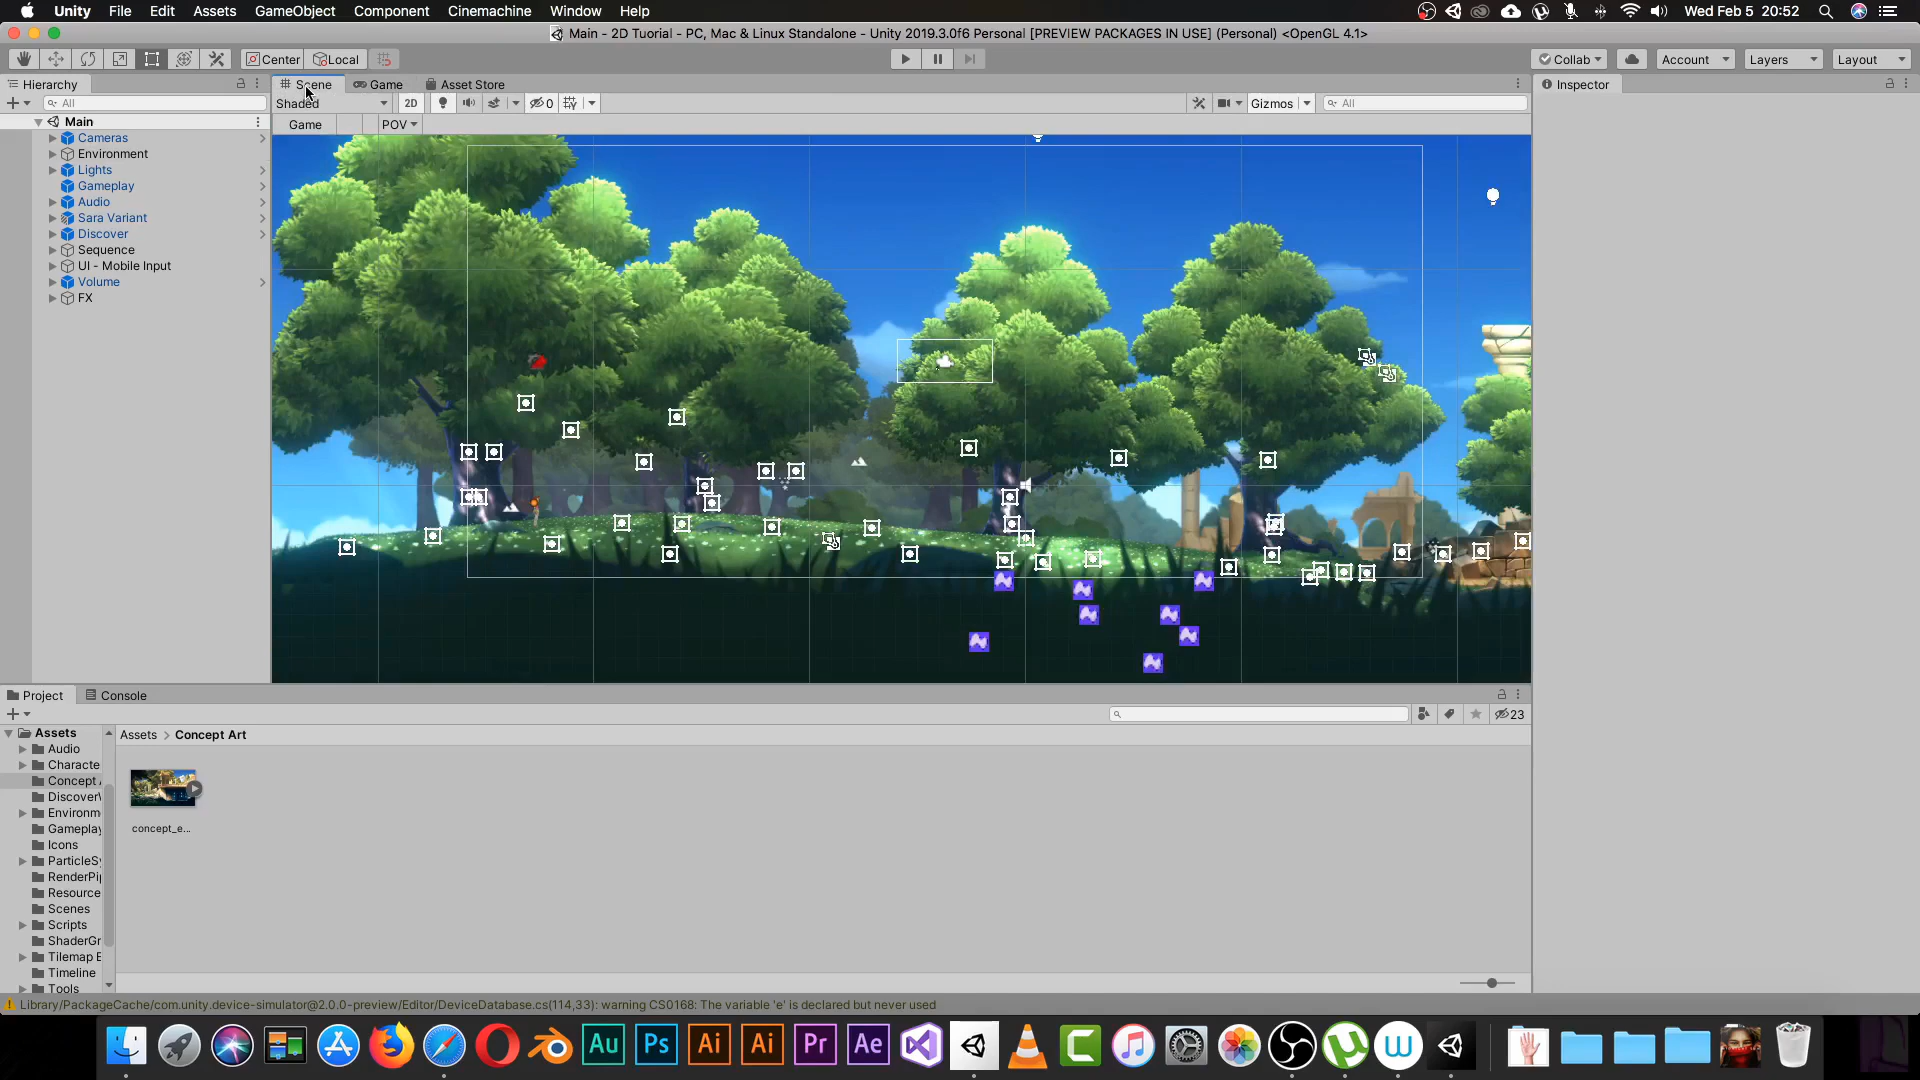 Unity File Edit Assets GameObject Component Cinemachine Window Help Wed Feb 5 20:52
Main - 2D Tuorial - PC, Mac & Linux Standalone - Unity 2019.3.0f6 Personal [PREVIEW PACKAGES IN USE] (Personal) <OpenGL 4.1>
Center Local Collab Account Layers Layout
Hierarchy Scene Game Asset Store Inspector
All Shaded 2D 0 Gizmos All
Main Game POV
Cameras
Environment
Lights
Gameplay
Audio
Sara Variant
Discover
Sequence
UI - Mobile Input
Volume
FX
Project Console
23
Assets Assets > Concept Art
Audio
Characte
Concept
Discover
Environm
Gameplay
Icons
ParticleSy
RenderPi
Resource
Scenes
Scripts
ShaderGr
Tilemap E
Timeline
Tools
concept_e...
Library/PackageCache/com.unity.device-simulator@2.0.0-preview/Editor/DeviceDatabase.cs(114,33): warning CS0168: The variable 'e' is declared but never used
Au Ps Ai Ai Pr Ae